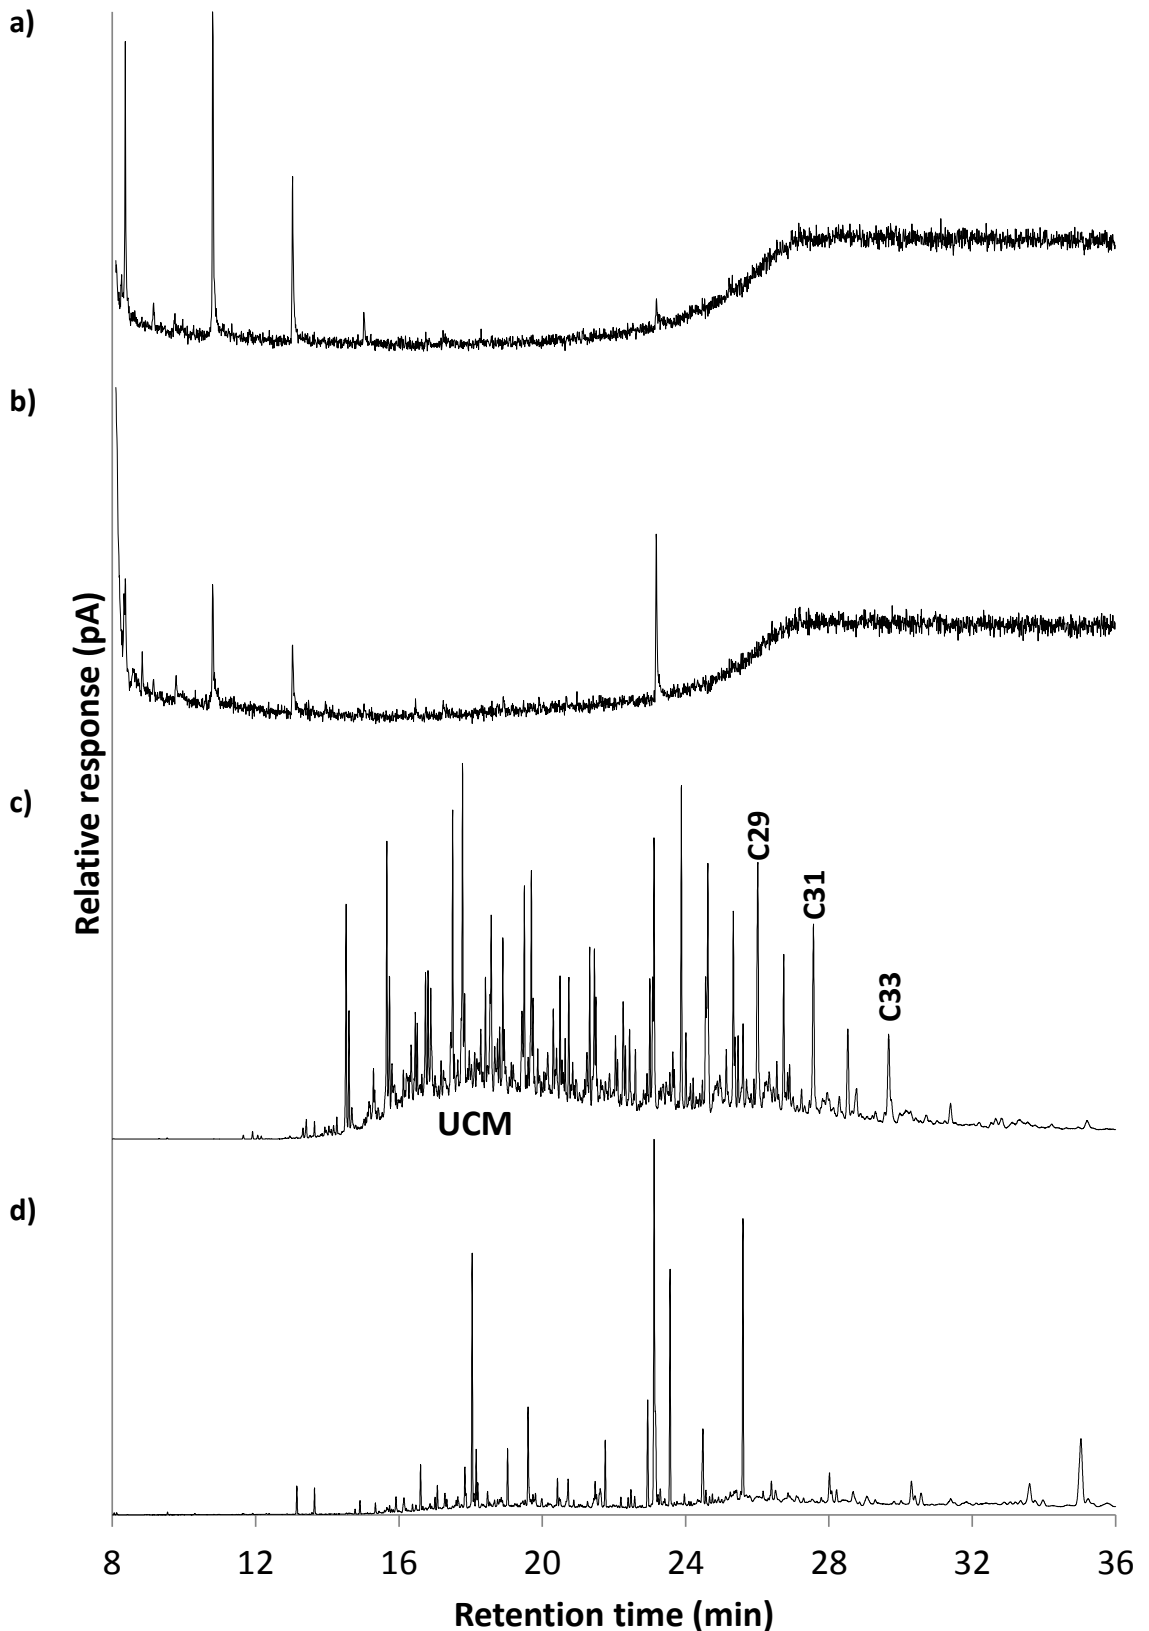 a)
b)
Relative response (pA)
c)
C29
C31
C33
UCM
d)
8 12 16 20 24 28 32 36
Retention time (min)